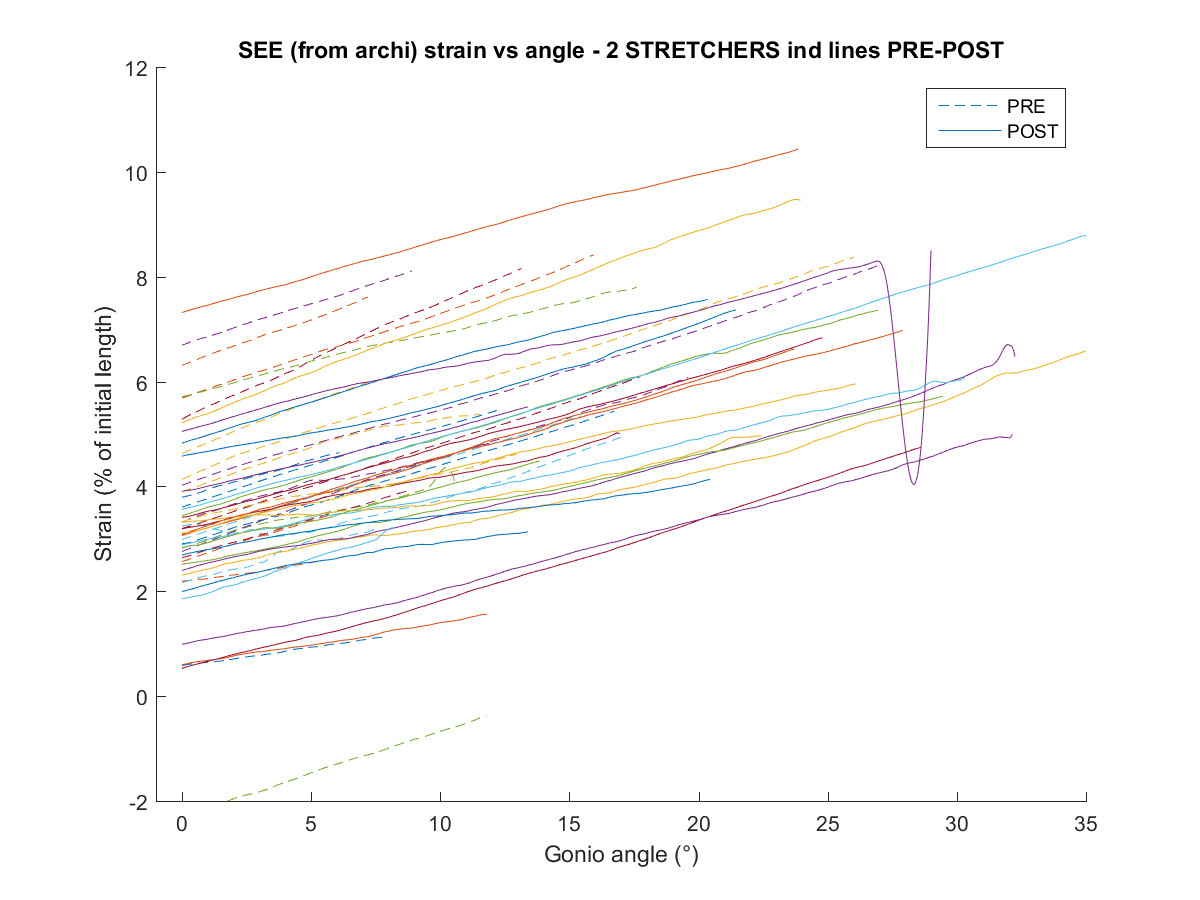 SEE (from archi) strain vs angle - 2 STRETCHERS ind lines PRE-POST
PRE
POST
12
10
8
6
4
2
0
-2
Strain (% of initial length)
0 5 10 15 20 25 30 35
Gonio angle (°)